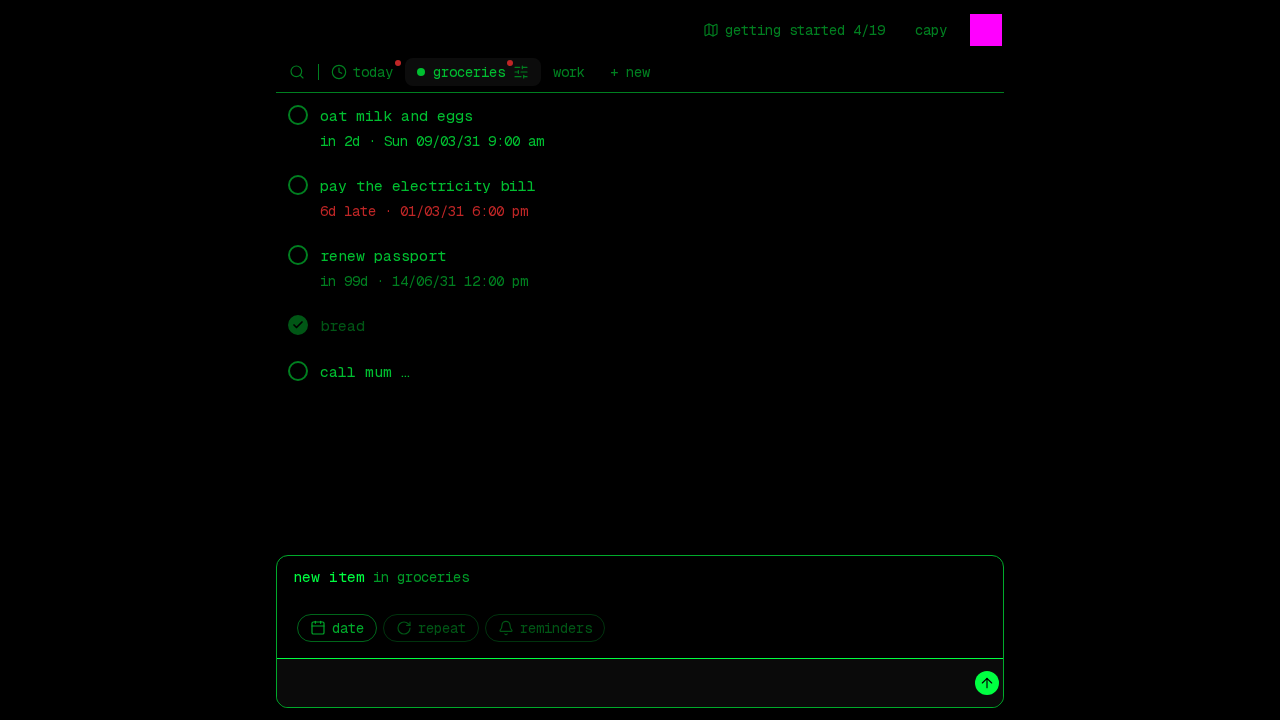 getting started 4/19 capy
today groceries work + new
oat milk and eggs
in 2d · Sun 09/03/31 9:00 am
pay the electricity bill
6d late · 01/03/31 6:00 pm
renew passport
in 99d · 14/06/31 12:00 pm
bread
call mum …
new item in groceries
date repeat reminders